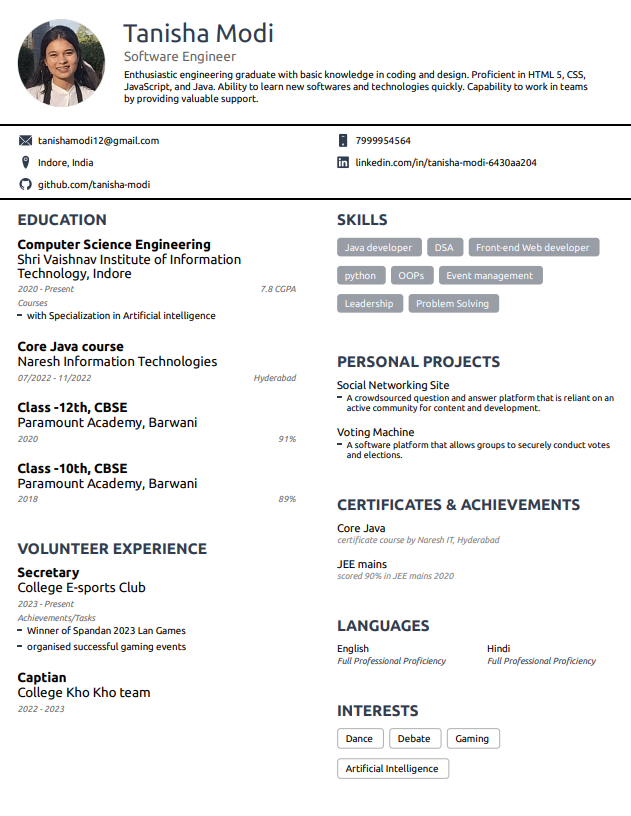 Tanisha Modi
Software Engineer
Enthusiastic engineering graduate with basic knowledge in coding and design. Proficient in HTML 5, CSS,
JavaScript, and Java. Ability to learn new softwares and technologies quickly. Capability to work in teams
by providing valuable support.
tanishamodi12@gmail.com
7999954564
Indore, India
linkedin.com/in/tanisha-modi-6430aa204
github.com/tanisha-modi
EDUCATION
Computer Science Engineering
Shri Vaishnav Institute of Information
Technology, Indore
2020 - Present 7.8 CGPA
Courses
- with Specialization in Artificial intelligence
Core Java course
Naresh Information Technologies
07/2022 - 11/2022 Hyderabad
Class -12th, CBSE
Paramount Academy, Barwani
2020 91%
Class -10th, CBSE
Paramount Academy, Barwani
2018 89%
VOLUNTEER EXPERIENCE
Secretary
College E-sports Club
2023 - Present
Achievements/Tasks
- Winner of Spandan 2023 Lan Games
- organised successful gaming events
Captian
College Kho Kho team
2022 - 2023
SKILLS
Java developer DSA Front-end Web developer
python OOPs Event management
Leadership Problem Solving
PERSONAL PROJECTS
Social Networking Site
- A crowdsourced question and answer platform that is reliant on an
active community for content and development.
Voting Machine
- A software platform that allows groups to securely conduct votes
and elections.
CERTIFICATES & ACHIEVEMENTS
Core Java
certificate course by Naresh IT, Hyderabad
JEE mains
scored 90% in JEE mains 2020
LANGUAGES
English Hindi
Full Professional Proficiency Full Professional Proficiency
INTERESTS
Dance Debate Gaming
Artificial Intelligence